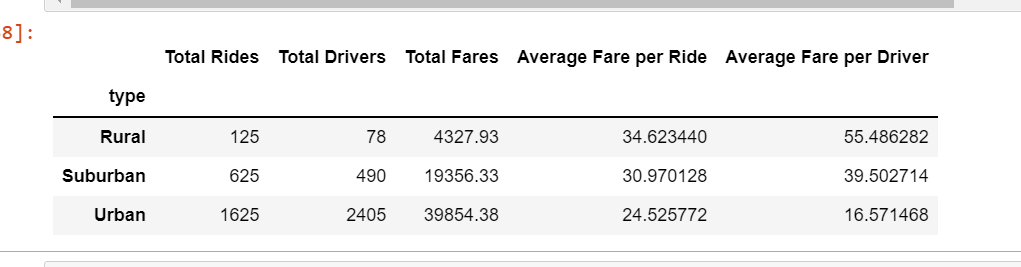 8]:
Total Rides Total Drivers Total Fares Average Fare per Ride Average Fare per Driver
type
Rural 125 78 4327.93 34.623440 55.486282
Suburban 625 490 19356.33 30.970128 39.502714
Urban 1625 2405 39854.38 24.525772 16.571468